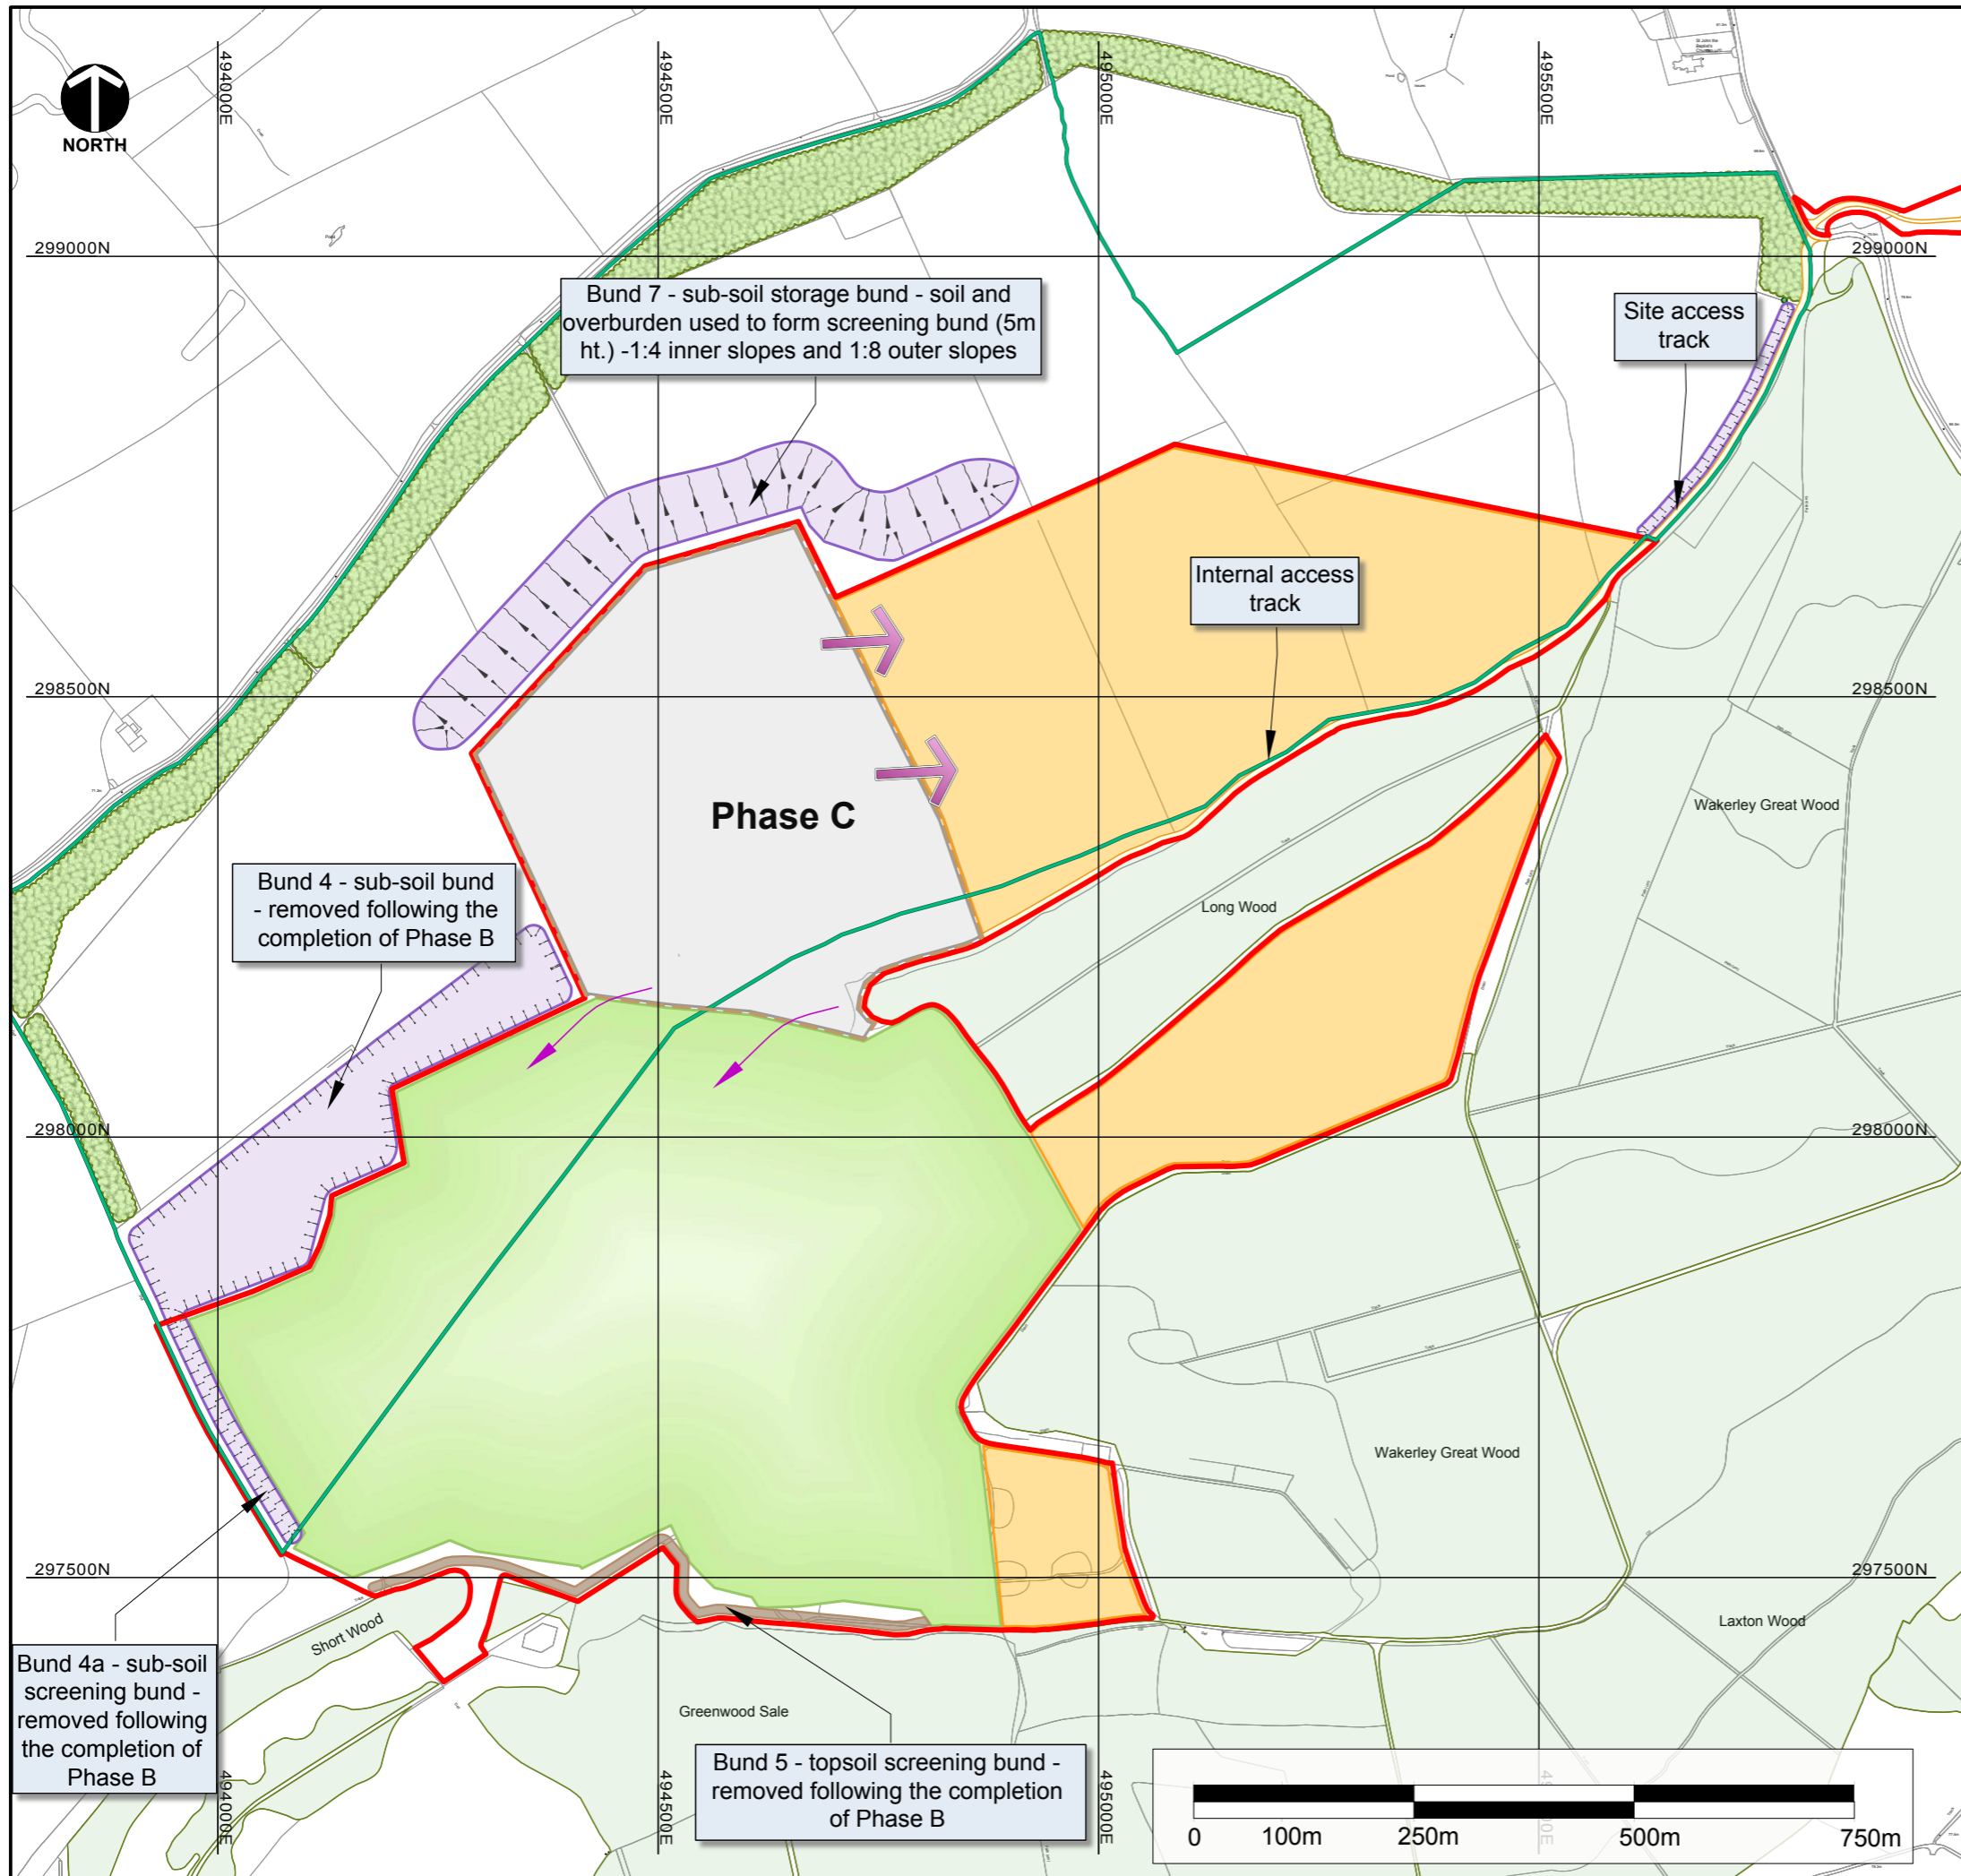 NORTH
494000E
494500E
495000E
495500E
299000N
299000N
Bund 7 - sub-soil storage bund - soil and
overburden used to form screening bund (5m
ht.) -1:4 inner slopes and 1:8 outer slopes
Site access
track
Internal access
track
298500N
298500N
Phase C
Wakerley Great Wood
Bund 4 - sub-soil bund
- removed following the
completion of Phase B
Long Wood
298000N
298000N
Wakerley Great Wood
297500N
297500N
Short Wood
Laxton Wood
Bund 4a - sub-soil
screening bund -
removed following
the completion of
Phase B
Greenwood Sale
Bund 5 - topsoil screening bund -
removed following the completion
of Phase B
494000E
494500E
495000E
0 100m 250m 500m 750m